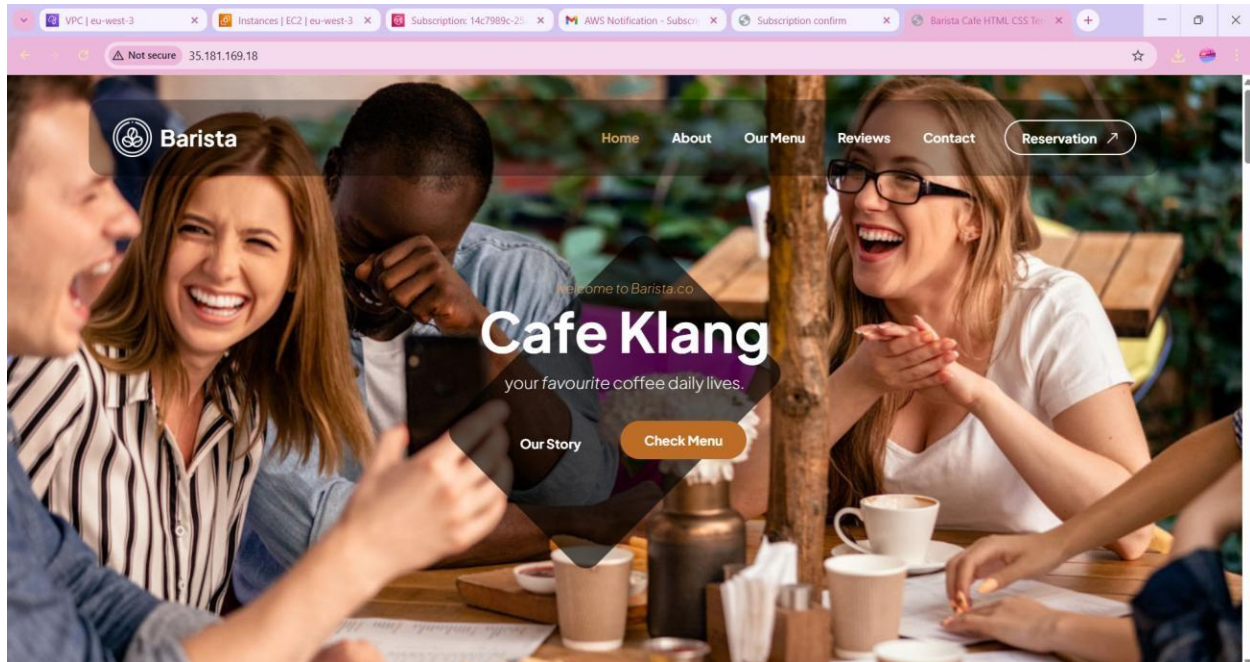 VPC | eu-west-3
Instances | EC2 | eu-west-3
Subscription: 14c7989c-25
AWS Notification - Subscri
Subscription confirm
Barista Cafe HTML CSS Te
Not secure
35.181.169.18
Barista
Home
About
Our Menu
Reviews
Contact
Reservation
welcome to Barista.co
Cafe Klang
your favourite coffee daily lives.
Our Story
Check Menu